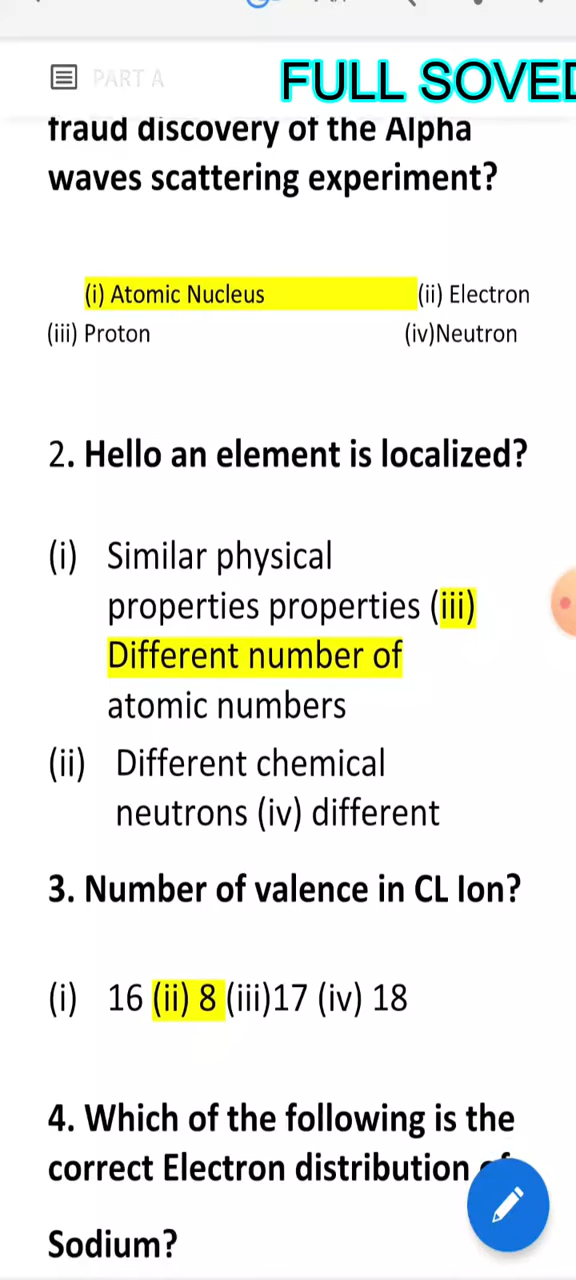 PART A
FULL SOVED
fraud discovery of the Alpha
waves scattering experiment?
(i) Atomic Nucleus (ii) Electron
(iii) Proton (iv)Neutron
2. Hello an element is localized?
(i) Similar physical
properties properties (iii)
Different number of
atomic numbers
(ii) Different chemical
neutrons (iv) different
3. Number of valence in CL Ion?
(i) 16 (ii) 8 (iii)17 (iv) 18
4. Which of the following is the
correct Electron distribution of
Sodium?